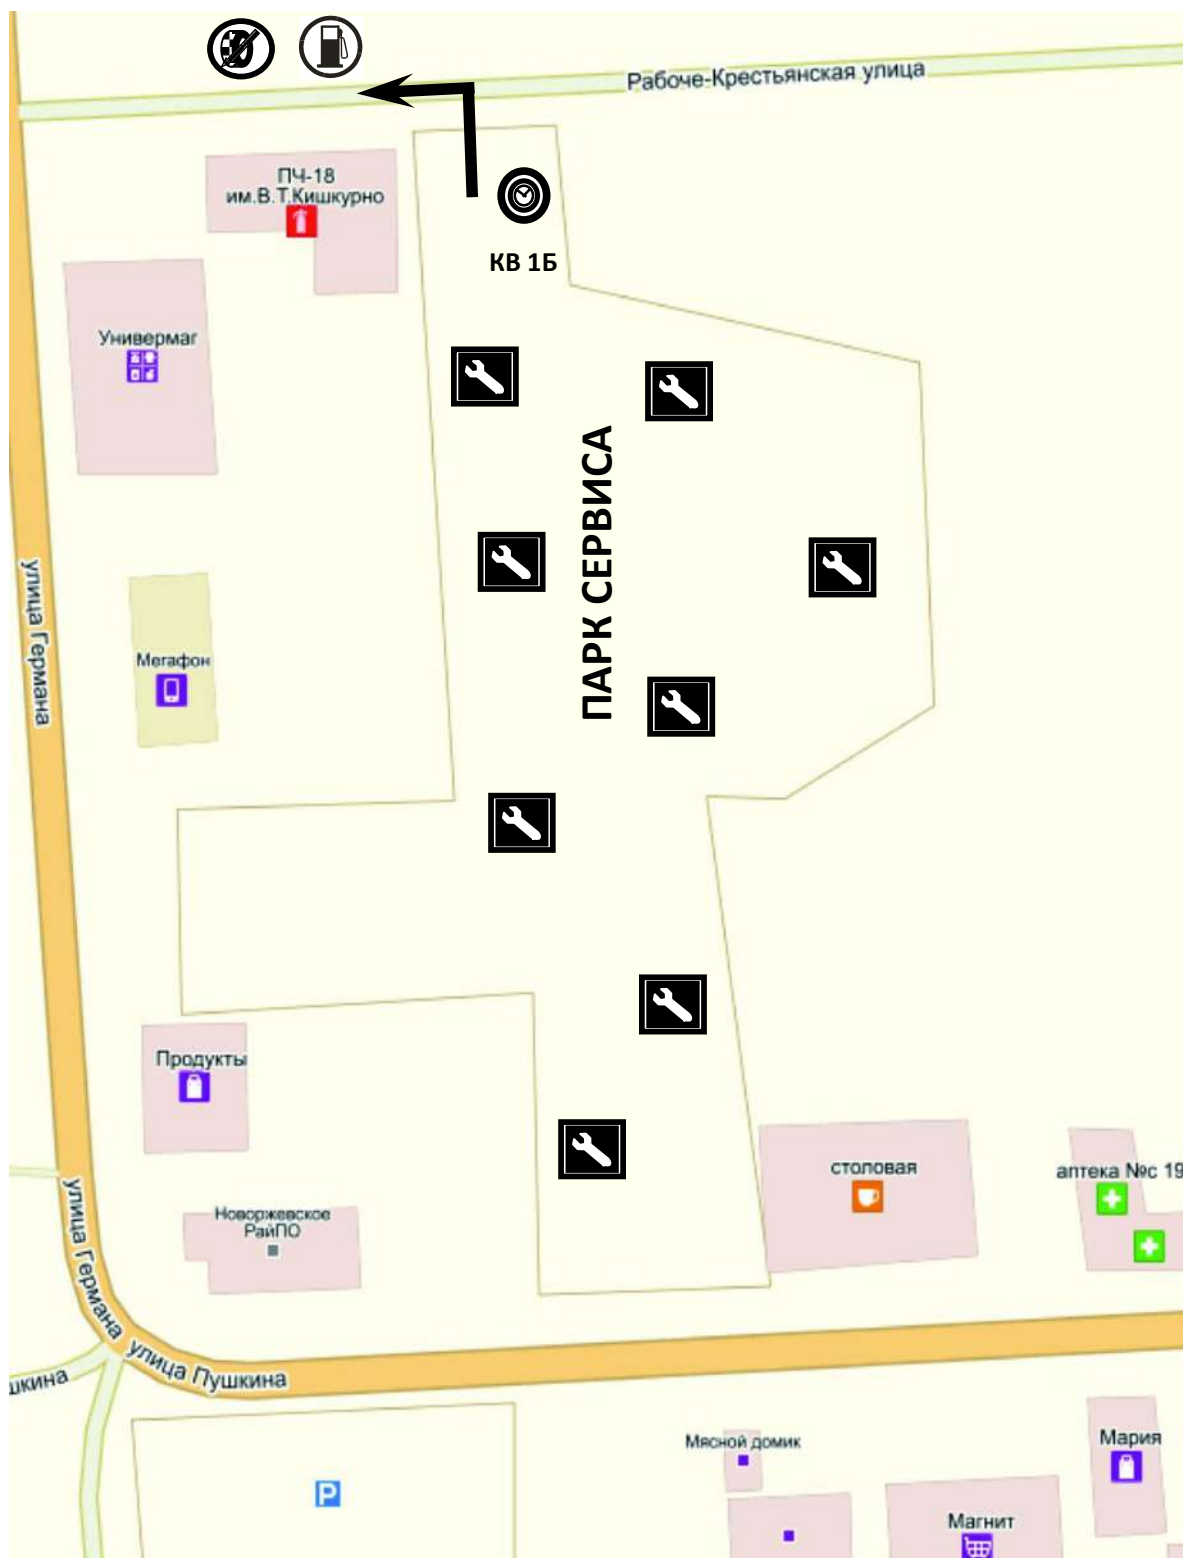 Рабоче-Крестьянская улица
ПЧ-18
им.В.Т.Кишкурно
КВ 1Б
Универмаг
ПАРК СЕРВИСА
улица Германа
Мегафон
Продукты
столовая
аптека №с 19
Новоржевское
РайПО
улица Германа
улица Пушкина
шкина
Мясной домик
Мария
P
Магнит